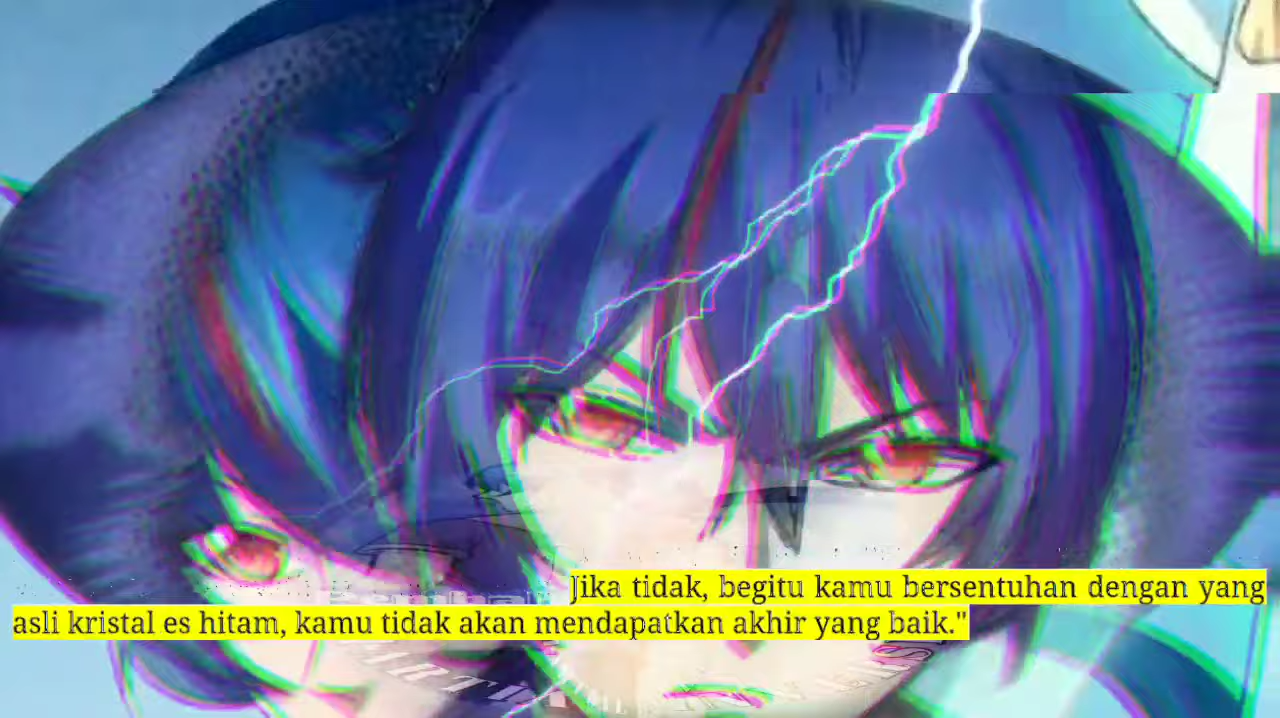 Jika tidak, begitu kamu bersentuhan dengan yang
asli kristal es hitam, kamu tidak akan mendapatkan akhir yang baik."